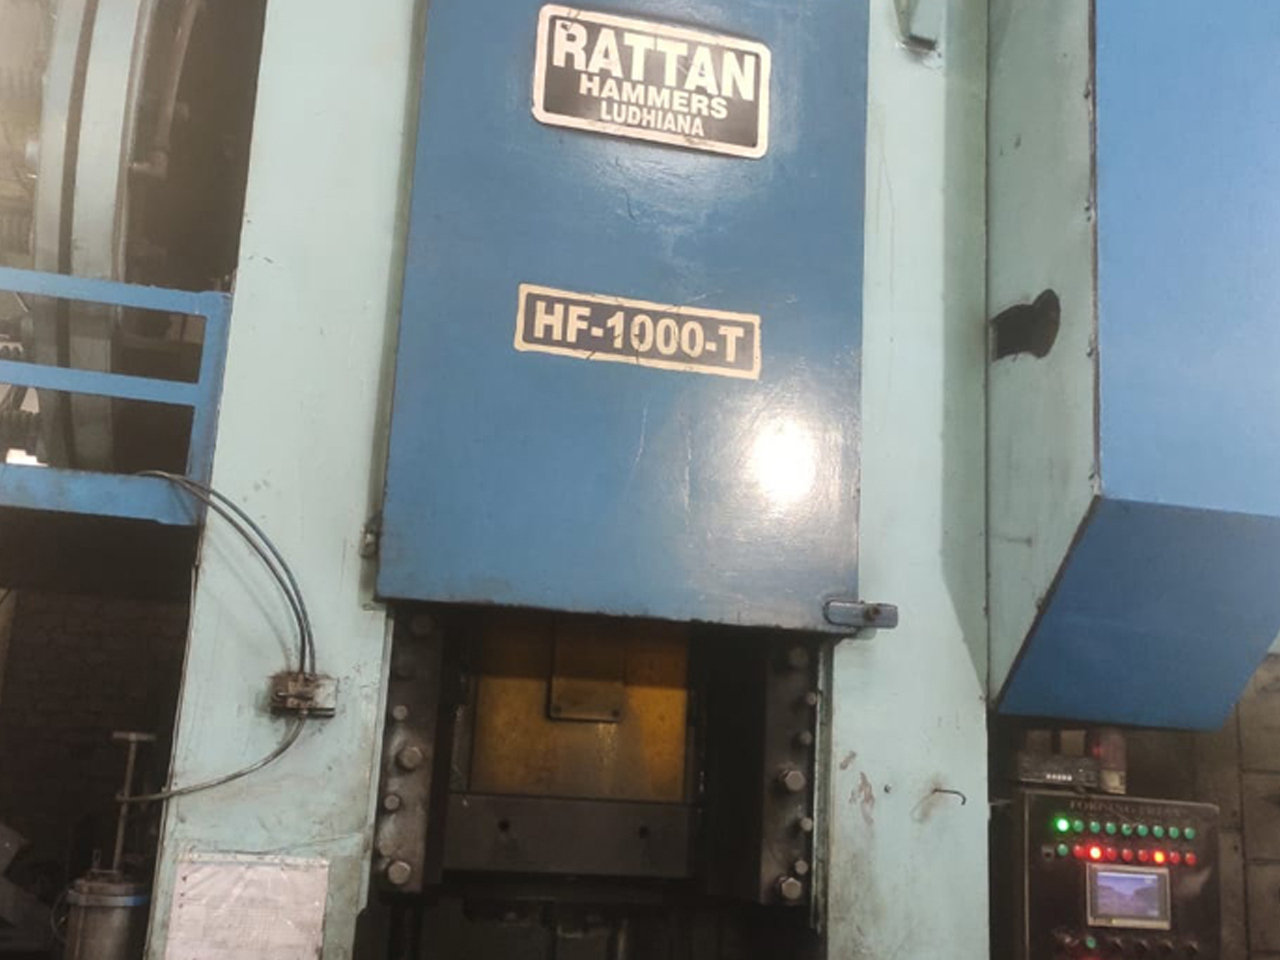 RATTAN
HAMMERS
LUDHIANA
HF-1000-T